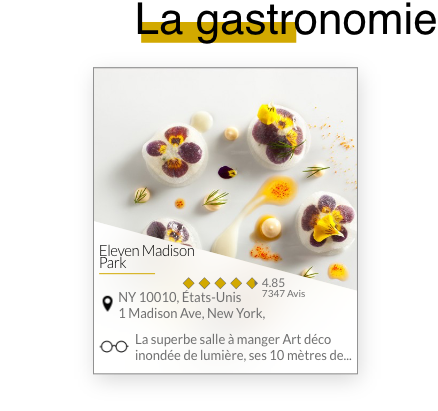 La gastronomie
Eleven Madison
Park
4.85
7347 Avis
NY 10010, États-Unis
1 Madison Ave, New York,
La superbe salle à manger Art déco
inondée de lumière, ses 10 mètres de...